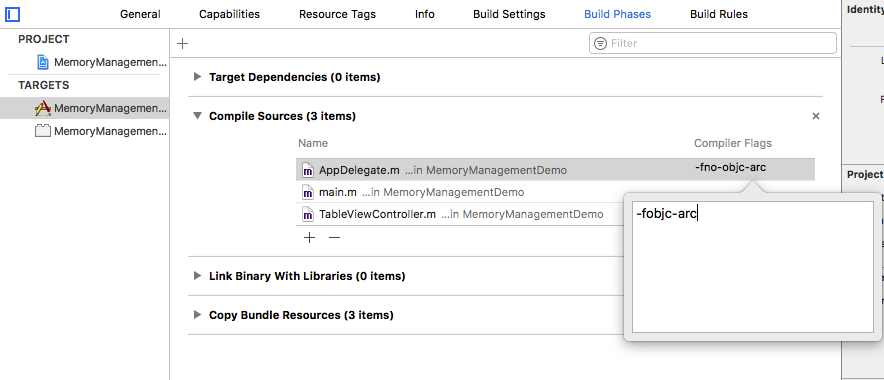 General Capabilities Resource Tags Info Build Settings Build Phases Build Rules
Identity
PROJECT
MemoryManagemen...
TARGETS
MemoryManagemen...
MemoryManagemen...
+ Filter
Target Dependencies (0 items)
Compile Sources (3 items) ×
Name Compiler Flags
AppDelegate.m ...in MemoryManagementDemo -fno-objc-arc
main.m ...in MemoryManagementDemo
TableViewController.m ...in MemoryManagementDemo
+ −
-fobjc-arc
Link Binary With Libraries (0 items)
Copy Bundle Resources (3 items)
Project